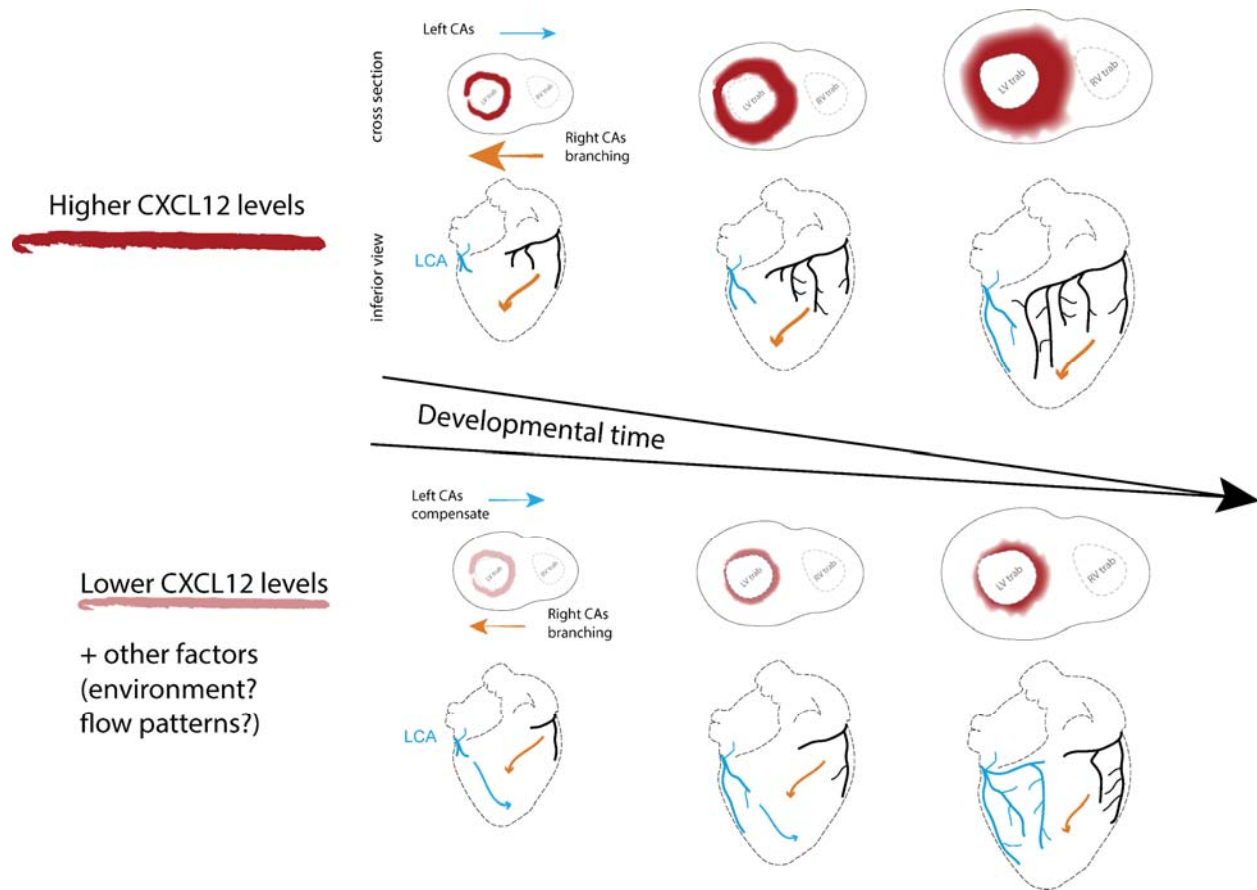 Higher CXCL12 levels
cross section
Left CAs
LV trab
RV trab
Right CAs
branching
LV trab
RV trab
LV trab
RV trab
inferior view
LCA
Developmental time
Lower CXCL12 levels
+ other factors
(environment?
flow patterns?)
Left CAs
compensate
LV trab
RV trab
Right CAs
branching
LV trab
RV trab
LV trab
RV trab
LCA